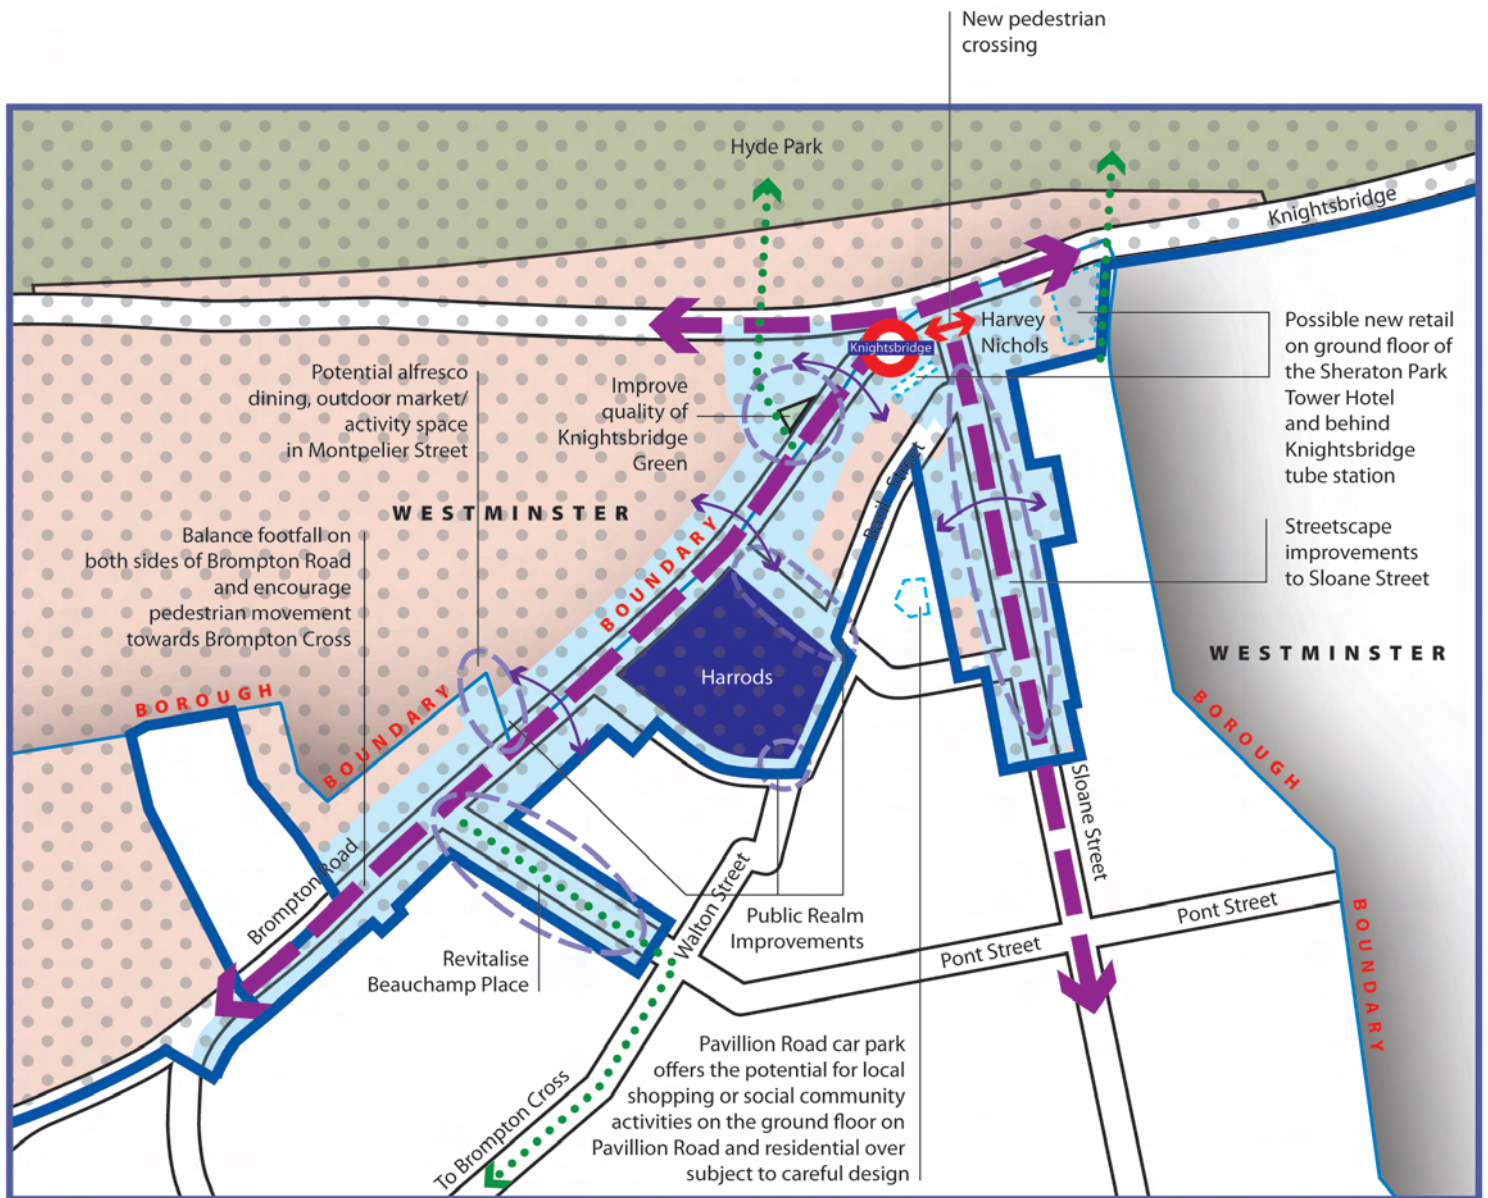 New pedestrian
crossing
Hyde Park
Knightsbridge
Knightsbridge
Harvey
Nichols
Possible new retail
on ground floor of
the Sheraton Park
Tower Hotel
and behind
Knightsbridge
tube station
Potential alfresco
dining, outdoor market/
activity space
in Montpelier Street
Improve
quality of
Knightsbridge
Green
WESTMINSTER
Balance footfall on
both sides of Brompton Road
and encourage
pedestrian movement
towards Brompton Cross
BOUNDARY
Basil Street
Streetscape
improvements
to Sloane Street
WESTMINSTER
Harrods
BOROUGH
BOUNDARY
BOROUGH
Sloane Street
Brompton Road
Walton Street
Public Realm
Improvements
Pont Street
Pont Street
BOUNDARY
Revitalise
Beauchamp Place
To Brompton Cross
Pavillion Road car park
offers the potential for local
shopping or social community
activities on the ground floor on
Pavillion Road and residential over
subject to careful design